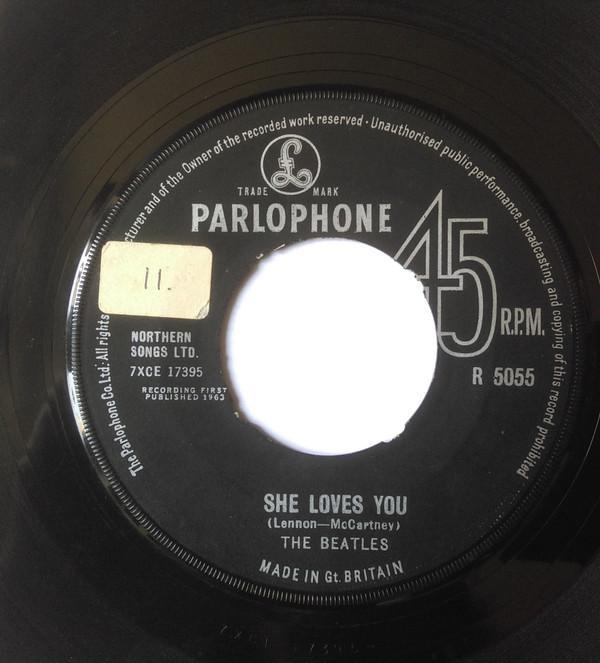 cturer and of the Owner of the recorded work reserved · Unauthorised public performance, broadcasting and copying of this record prohibited
The Parlophone Co. Ltd. All rights
£
TRADE MARK
PARLOPHONE
45
R.P.M.
11.
NORTHERN
SONGS LTD.
7XCE 17395
R 5055
RECORDING FIRST
PUBLISHED 1963
SHE LOVES YOU
(Lennon—McCartney)
THE BEATLES
MADE IN Gt. BRITAIN